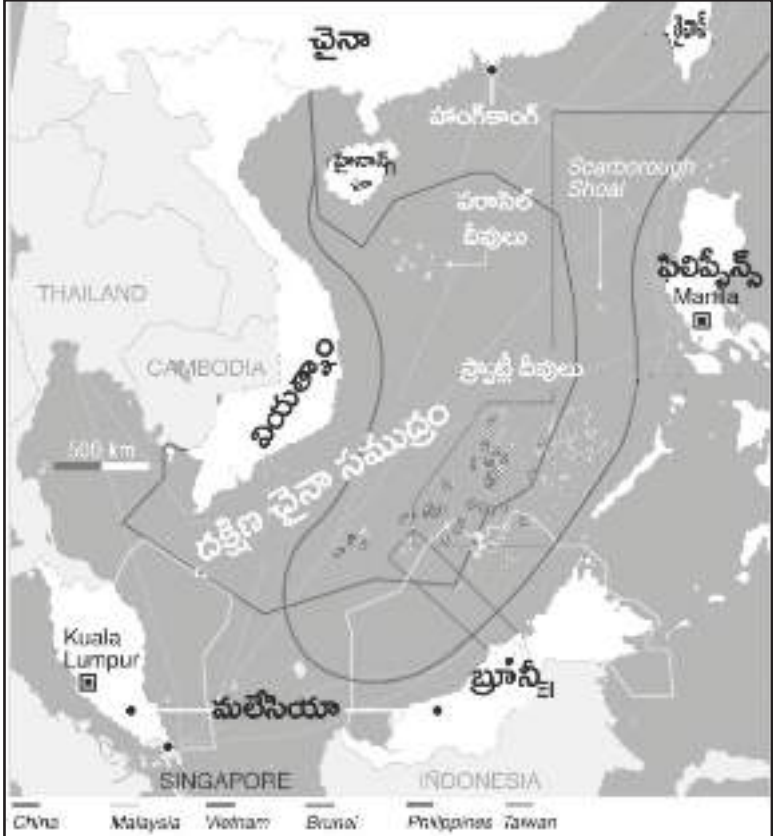 చైనా
తైవాన్
హాంగ్‌కాంగ్
హైనాన్
Scarborough
Shoal
పరాసెల్
దీవులు
ఫిలిప్పీన్స్
Manila
THAILAND
CAMBODIA
వియత్నాం
స్ప్రాట్లీ దీవులు
500 km
దక్షిణ చైనా సముద్రం
Kuala
Lumpur
బ్రూనీ
మలేసియా
SINGAPORE
INDONESIA
China Malaysia Vietnam Brunei Philippines Taiwan